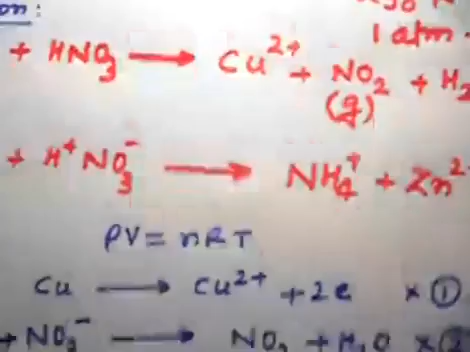 on:
1 atm.
+ HNO₃ ⟶ Cu²⁺ + NO₂ + H₂
(g)
+ H⁺ NO₃⁻ ⟶ NH₄⁺ + Zn²⁺
PV = nRT
Cu ⟶ Cu²⁺ + 2e × ①
+ NO₃⁻ ⟶ NO₂ + H₂O × ②